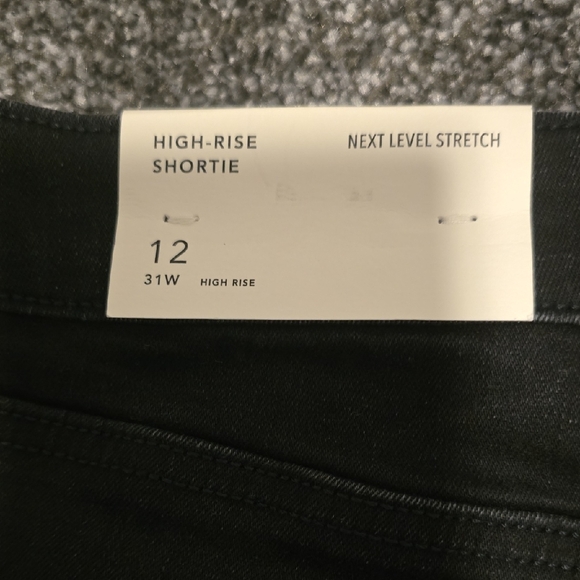 HIGH-RISE
SHORTIE
NEXT LEVEL STRETCH
12
31W HIGH RISE